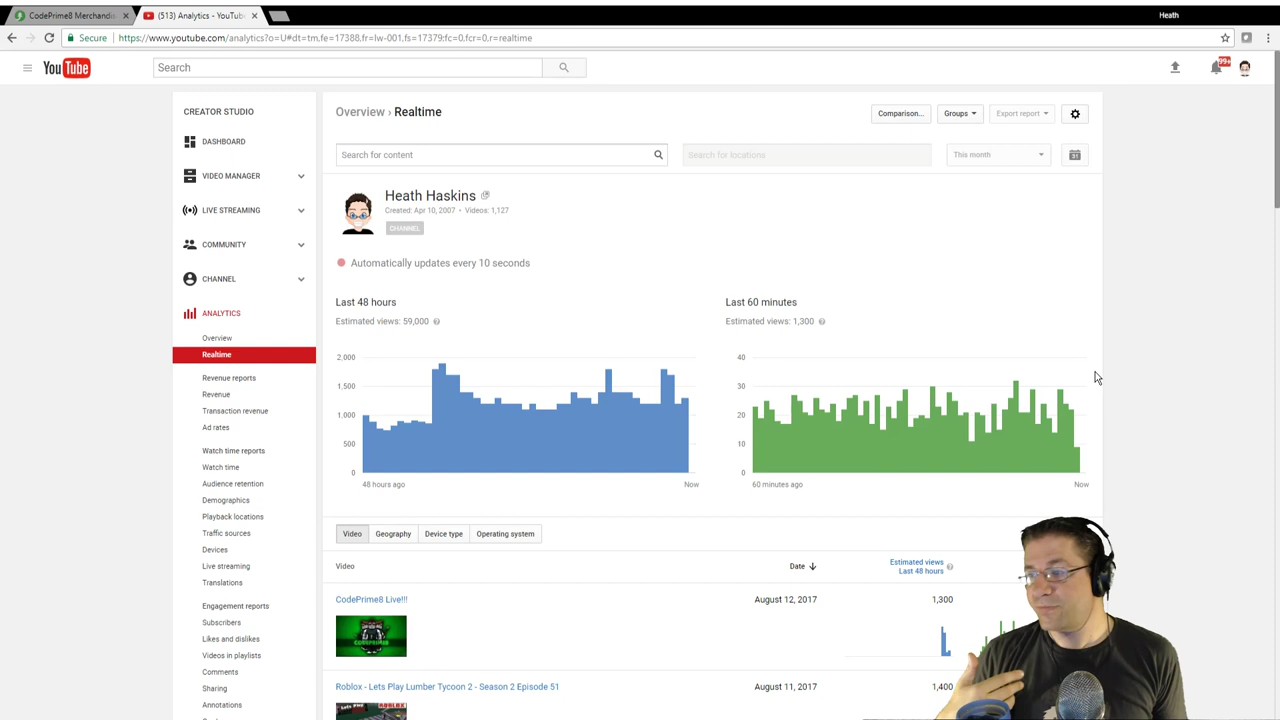 CodePrime8 Merchandis
(513) Analytics - YouTub
Heath
Secure
https://www.youtube.com/analytics?o=U#dt=tm,fe=17388,fr=lw-001,fs=17379;fc=0,fcr=0,r=realtime
YouTube
Search
99+
CREATOR STUDIO
DASHBOARD
VIDEO MANAGER
LIVE STREAMING
COMMUNITY
CHANNEL
ANALYTICS
Overview
Realtime
Revenue reports
Revenue
Transaction revenue
Ad rates
Watch time reports
Watch time
Audience retention
Demographics
Playback locations
Traffic sources
Devices
Live streaming
Translations
Engagement reports
Subscribers
Likes and dislikes
Videos in playlists
Comments
Sharing
Annotations
Overview › Realtime
Comparison...
Groups
Export report
Search for content
Search for locations
This month
31
Heath Haskins
Created: Apr 10, 2007 • Videos: 1,127
CHANNEL
Automatically updates every 10 seconds
Last 48 hours
Estimated views: 59,000
2,000
1,500
1,000
500
0
48 hours ago
Now
Last 60 minutes
Estimated views: 1,300
40
30
20
10
0
60 minutes ago
Now
Video
Geography
Device type
Operating system
Video
Date
Estimated views
Last 48 hours
CodePrime8 Live!!!
August 12, 2017
1,300
CODEPRIME8
Roblox - Lets Play Lumber Tycoon 2 - Season 2 Episode 51
August 11, 2017
1,400
ROBLOX